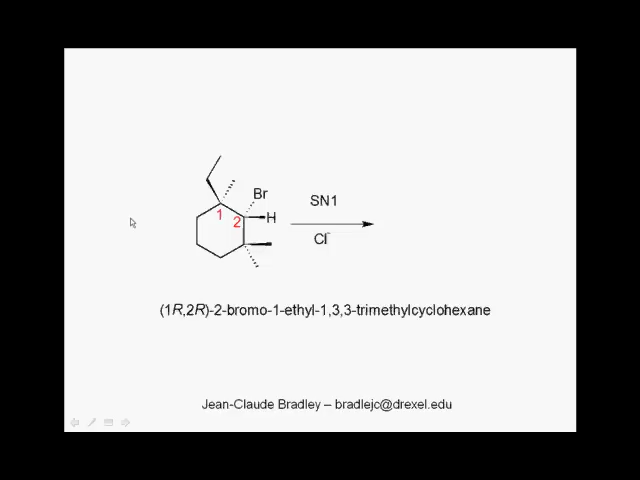 Br
SN1
1
2
H
Cl⁻
(1R,2R)-2-bromo-1-ethyl-1,3,3-trimethylcyclohexane
Jean-Claude Bradley – bradlejc@drexel.edu